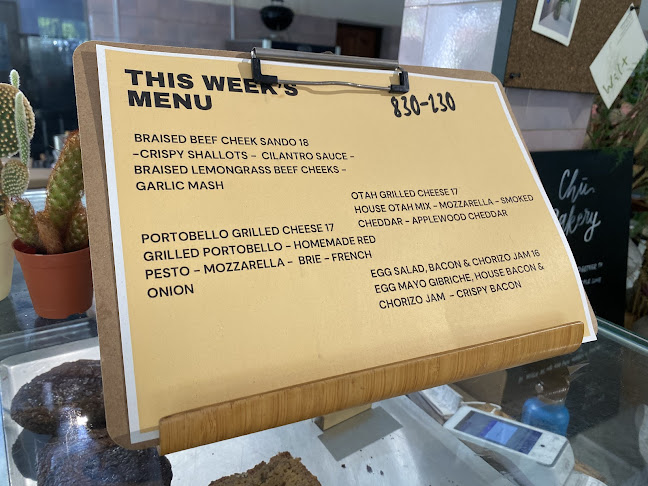 THIS WEEK'S
MENU
830-130
BRAISED BEEF CHEEK SANDO 18
-CRISPY SHALLOTS - CILANTRO SAUCE -
BRAISED LEMONGRASS BEEF CHEEKS -
GARLIC MASH
OTAH GRILLED CHEESE 17
HOUSE OTAH MIX - MOZZARELLA - SMOKED
CHEDDAR - APPLEWOOD CHEDDAR
PORTOBELLO GRILLED CHEESE 17
GRILLED PORTOBELLO - HOMEMADE RED
PESTO - MOZZARELLA - BRIE - FRENCH
ONION
EGG SALAD, BACON & CHORIZO JAM 16
EGG MAYO GIBRICHE, HOUSE BACON &
CHORIZO JAM - CRISPY BACON
Chū
Bakery